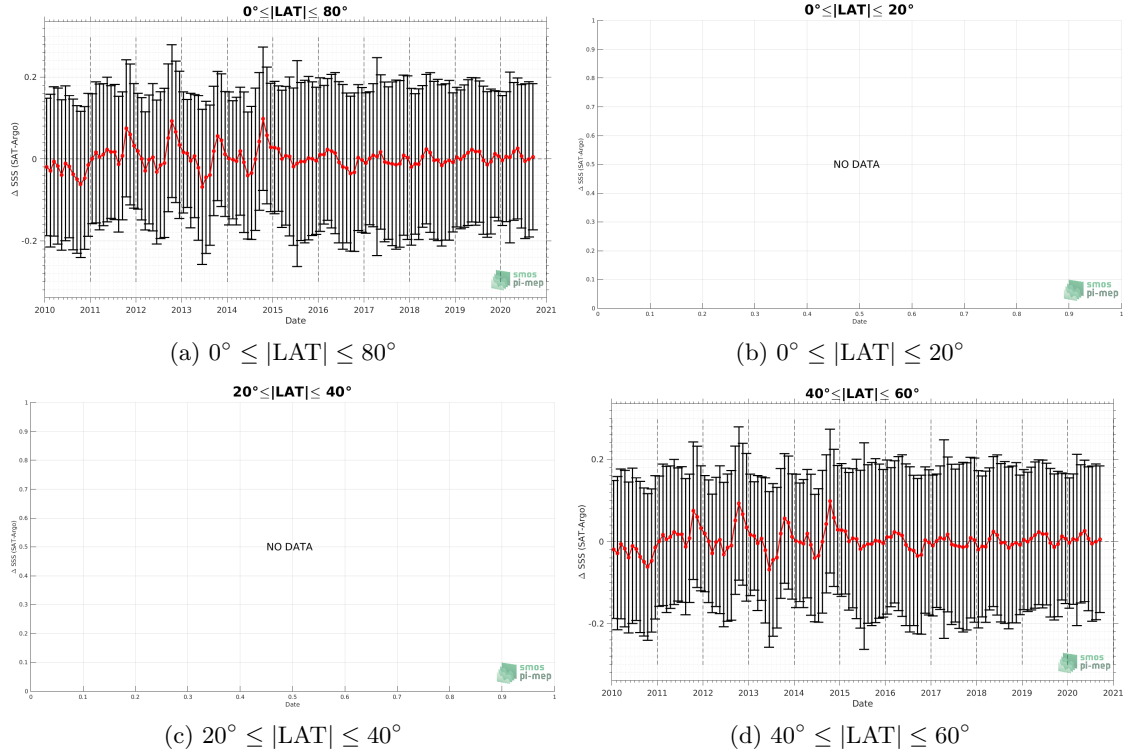 0°≤|LAT|≤ 80°
Δ SSS (SAT-Argo)
0.2
0
-0.2
2010 2011 2012 2013 2014 2015 2016 2017 2018 2019 2020 2021
Date
smos
pi-mep
(a) 0° ≤ |LAT| ≤ 80°
0°≤|LAT|≤ 20°
Δ SSS (SAT-Argo)
1
0.9
0.8
0.7
0.6
0.5
0.4
0.3
0.2
0.1
0
NO DATA
0 0.1 0.2 0.3 0.4 0.5 0.6 0.7 0.8 0.9 1
Date
smos
pi-mep
(b) 0° ≤ |LAT| ≤ 20°
20°≤|LAT|≤ 40°
Δ SSS (SAT-Argo)
1
0.9
0.8
0.7
0.6
0.5
0.4
0.3
0.2
0.1
0
NO DATA
0 0.1 0.2 0.3 0.4 0.5 0.6 0.7 0.8 0.9 1
Date
smos
pi-mep
(c) 20° ≤ |LAT| ≤ 40°
40°≤|LAT|≤ 60°
Δ SSS (SAT-Argo)
0.2
0
-0.2
2010 2011 2012 2013 2014 2015 2016 2017 2018 2019 2020 2021
Date
smos
pi-mep
(d) 40° ≤ |LAT| ≤ 60°